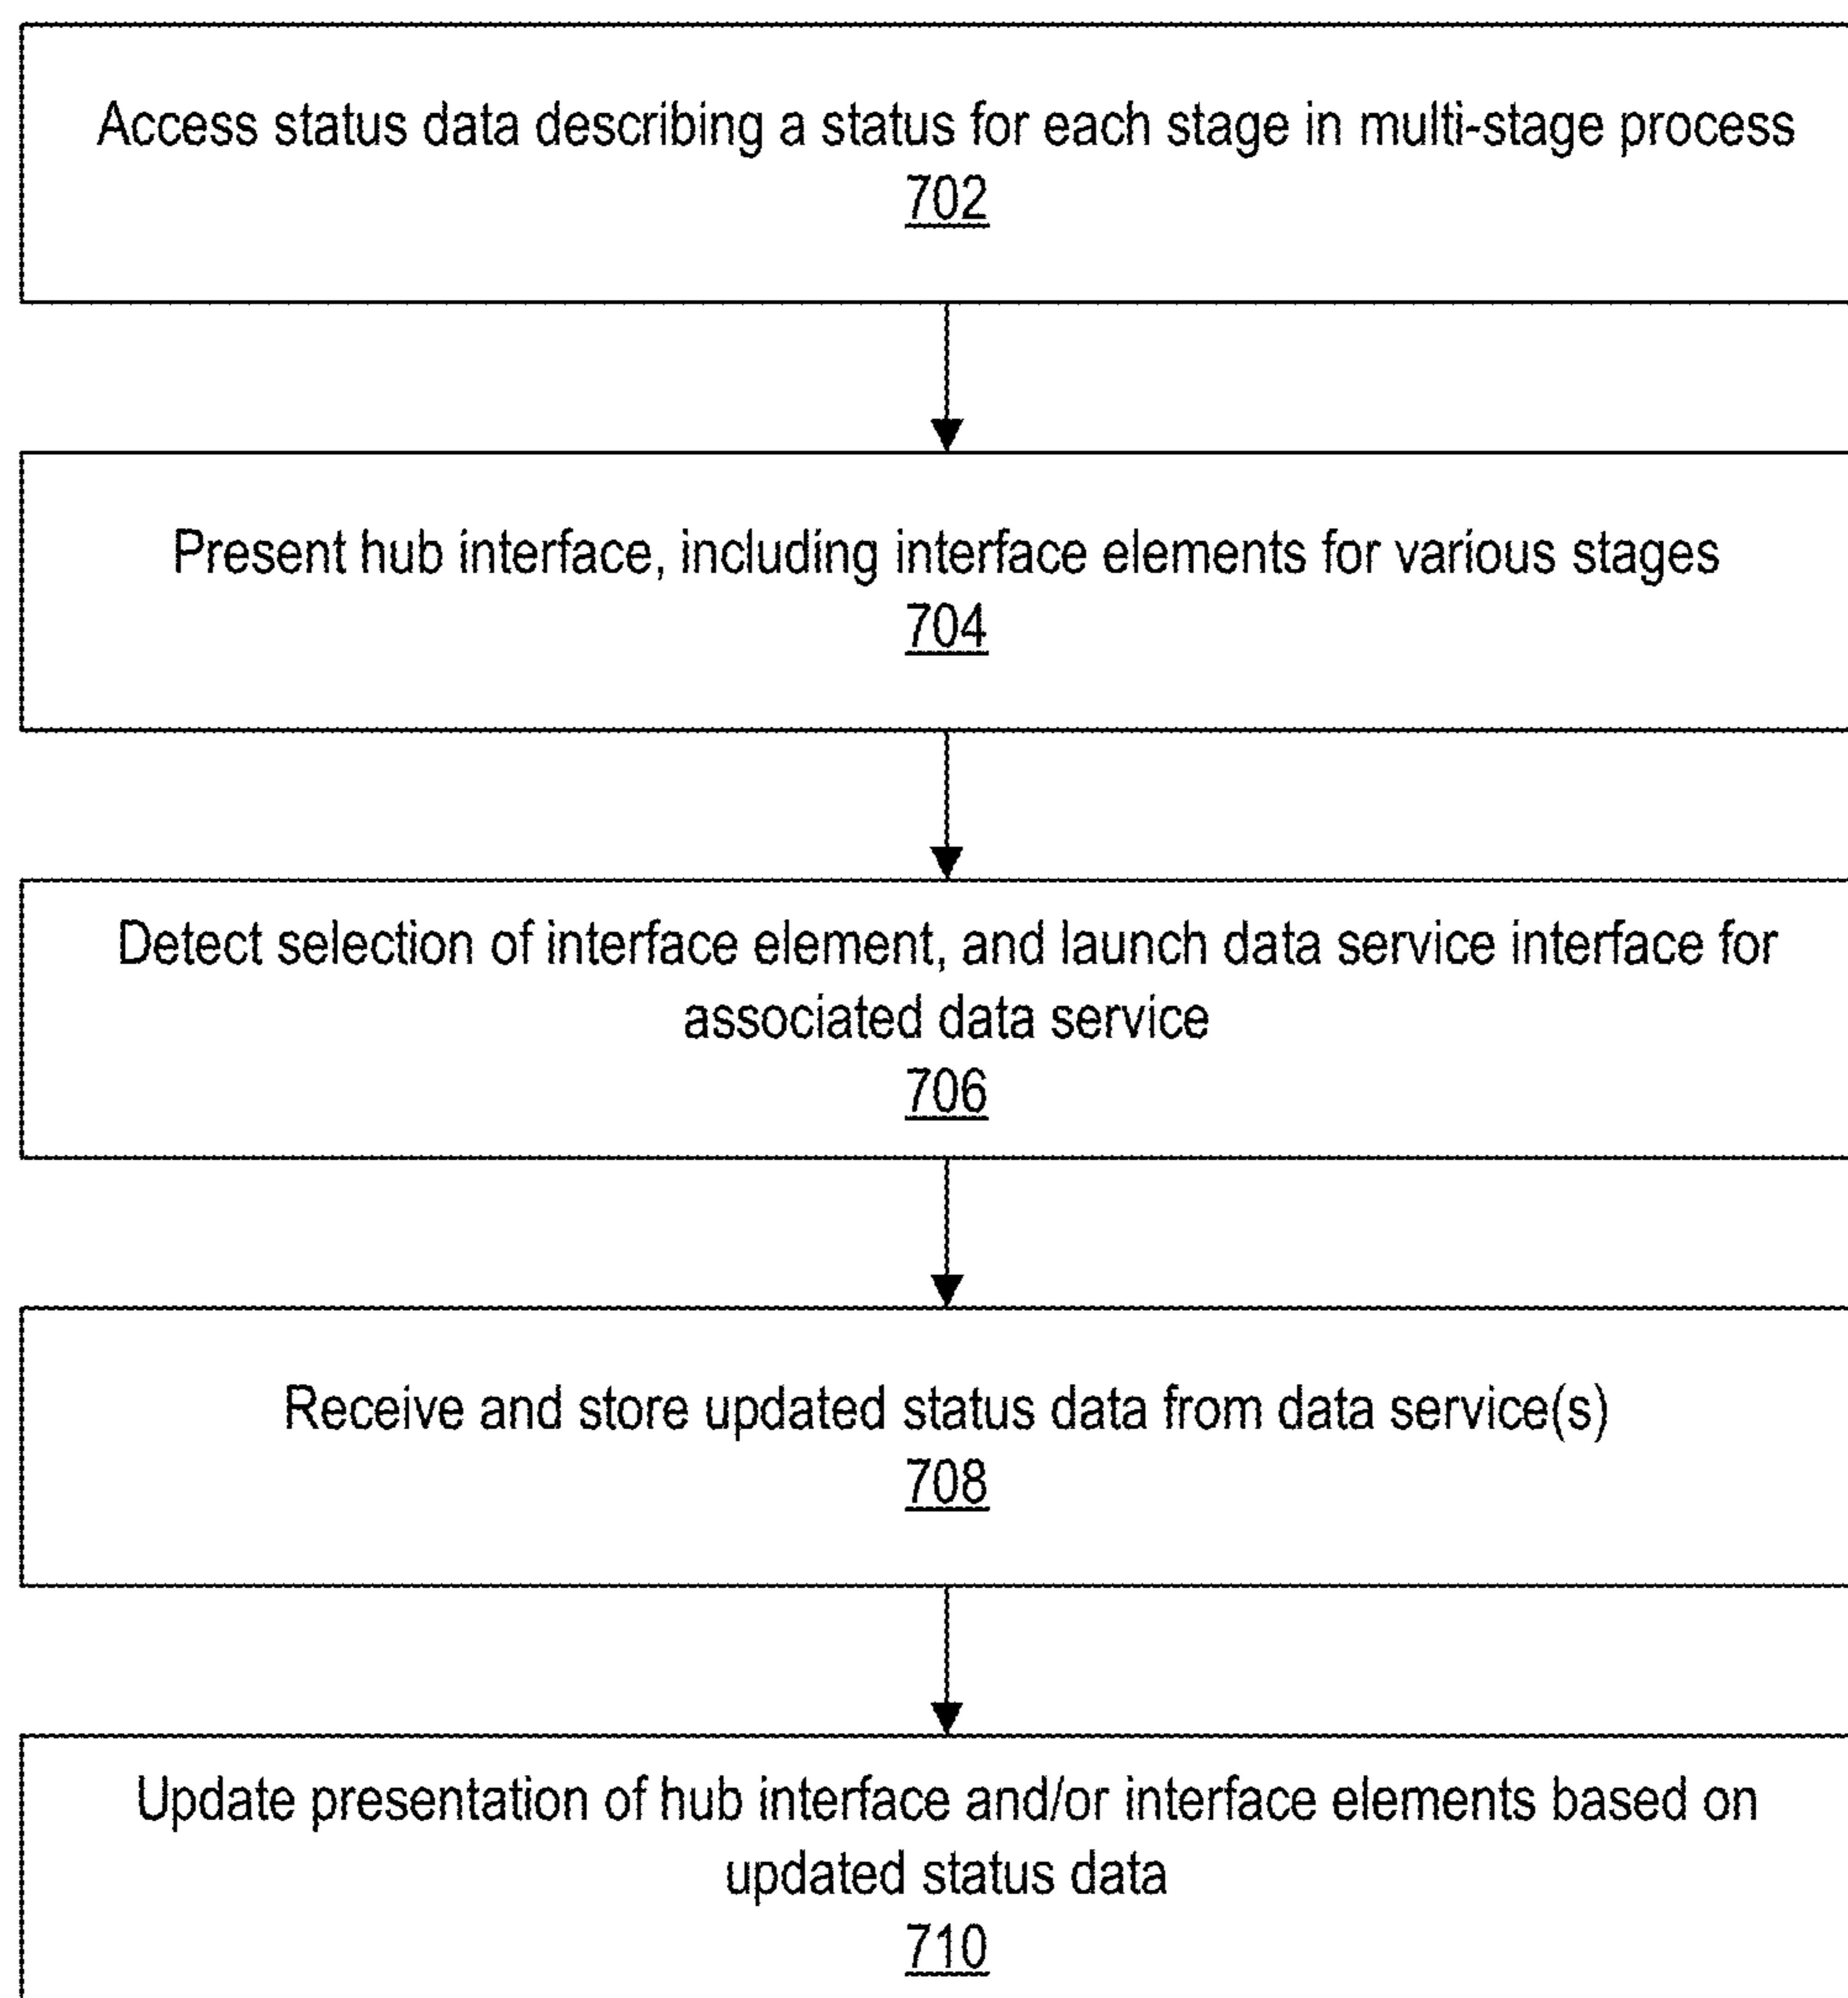 Access status data describing a status for each stage in multi-stage process
702
Present hub interface, including interface elements for various stages
704
Detect selection of interface element, and launch data service interface for
associated data service
706
Receive and store updated status data from data service(s)
708
Update presentation of hub interface and/or interface elements based on
updated status data
710